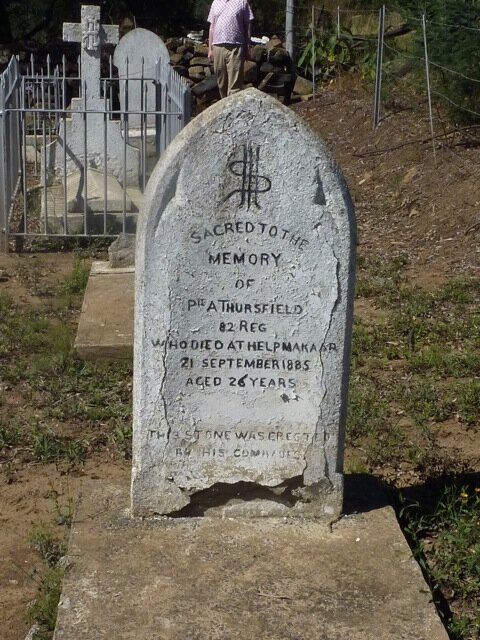 IHS
SACRED TO THE
MEMORY
OF
PTE A THURSFIELD
82 REG
WHO DIED AT HELPMAKAAR
21 SEPTEMBER 1885
AGED 26 YEARS
THIS STONE WAS ERECTED
BY HIS COMRADES